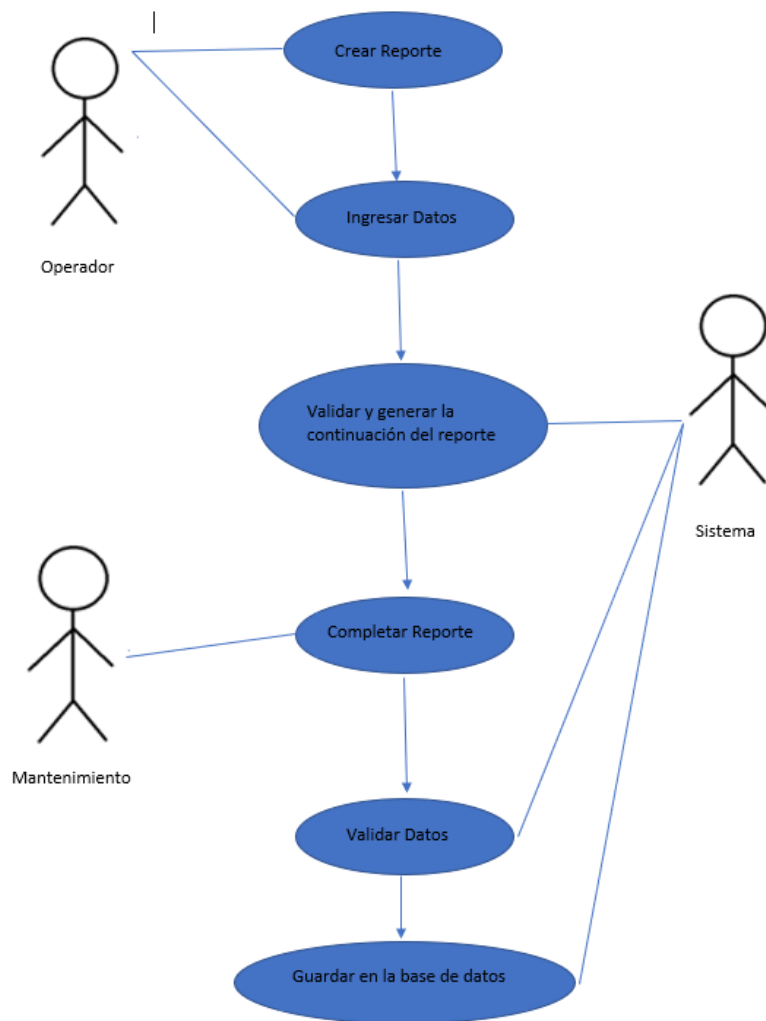 Crear Reporte
Ingresar Datos
Operador
Validar y generar la
continuación del reporte
Sistema
Completar Reporte
Mantenimiento
Validar Datos
Guardar en la base de datos